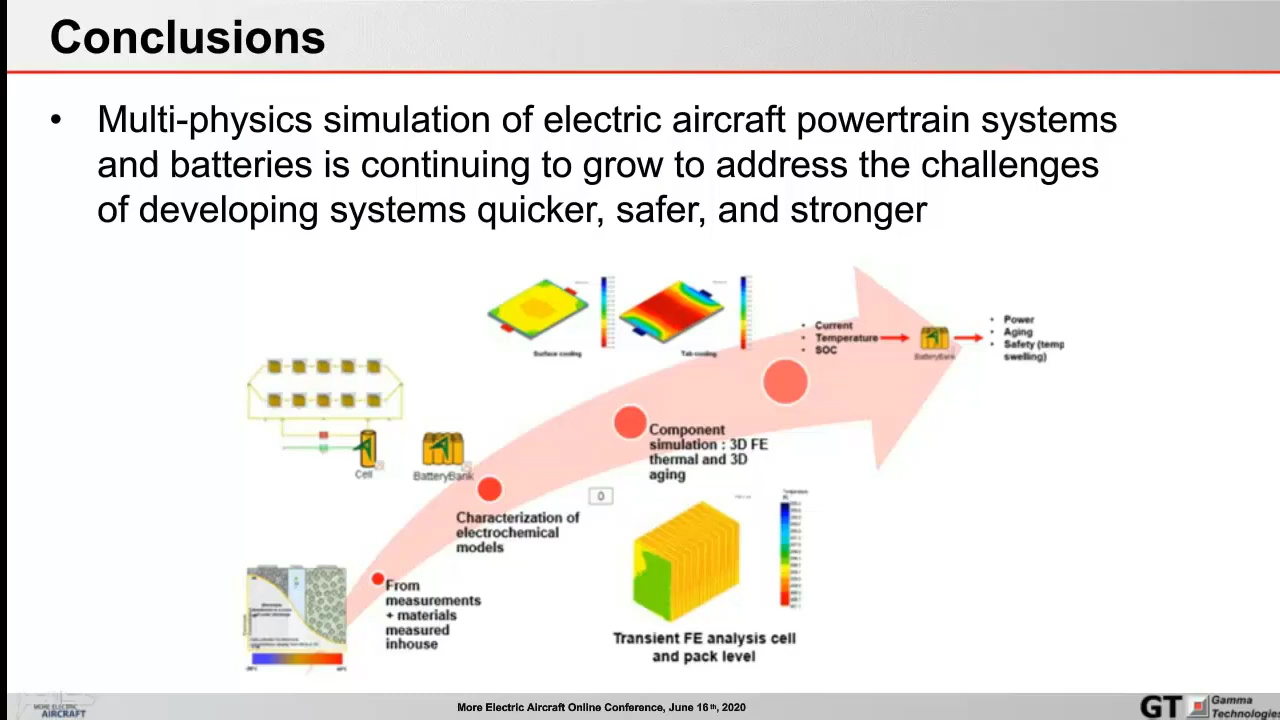 Conclusions
• Multi-physics simulation of electric aircraft powertrain systems
and batteries is continuing to grow to address the challenges
of developing systems quicker, safer, and stronger
Surface cooling
Tab cooling
• Current
• Temperature
• SOC
BatteryBank
• Power
• Aging
• Safety (temp
swelling)
Cell
BatteryBank
Component
simulation : 3D FE
thermal and 3D
aging
0
Characterization of
electrochemical
models
From
measurements
+ materials
measured
inhouse
Transient FE analysis cell
and pack level
MORE ELECTRIC
AIRCRAFT
More Electric Aircraft Online Conference, June 16th, 2020
GT
Gamma
Technologies